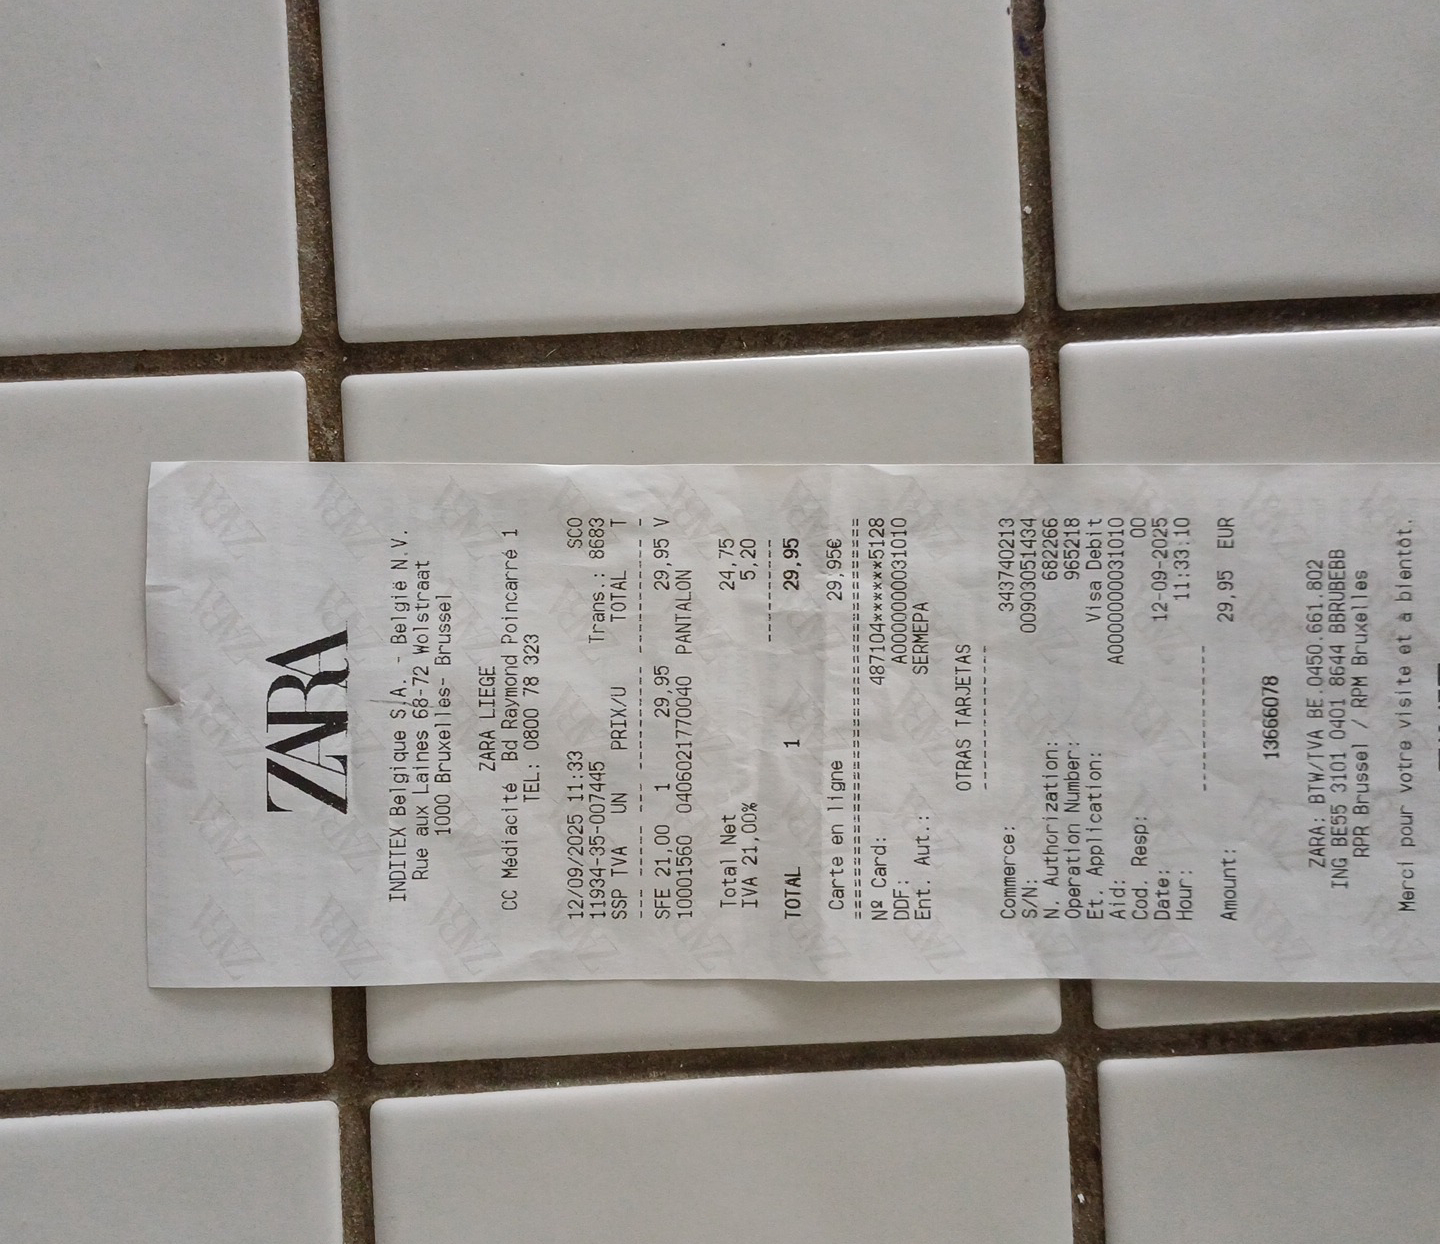 ZARA
INDITEX Belgique S.A. - België N.V.
Rue aux Laines 68-72 Wolstraat
1000 Bruxelles- Brussel
ZARA LIEGE
CC Médiacité Bd Raymond Poincarré 1
TEL: 0800 78 323
12/09/2025 11:33 SCO
11934-35-007445 Trans.: 8683
SSP TVA UN PRIX/U TOTAL T
--- ----- --- ----------- ----------- -
SFE 21,00 1 29,95 29,95 V
10001560 0406021770040 PANTALON
Total Net 24,75
IVA 21,00% 5,20
-----------
TOTAL 1 29,95
Carte en ligne 29,95€
========================================
Nº Card: 487104******5128
DDF: A0000000031010
Ent. Aut.: SERMEPA
OTRAS TARJETAS
--------------
Commerce: 343740213
S/N: 00903051434
N. Authorization: 682266
Operation Number: 965218
Et. Application: Visa Debit
Aid: A0000000031010
Cod. Resp: 00
Date: 12-09-2025
Hour: 11:33:10
--------------
Amount: 29,95 EUR
13666078
ZARA: BTW/TVA BE.0450.661.802
ING BE55 3101 0401 8644 BBRUBEBB
RPR Brussel / RPM Bruxelles
Merci pour votre visite et à bientôt.